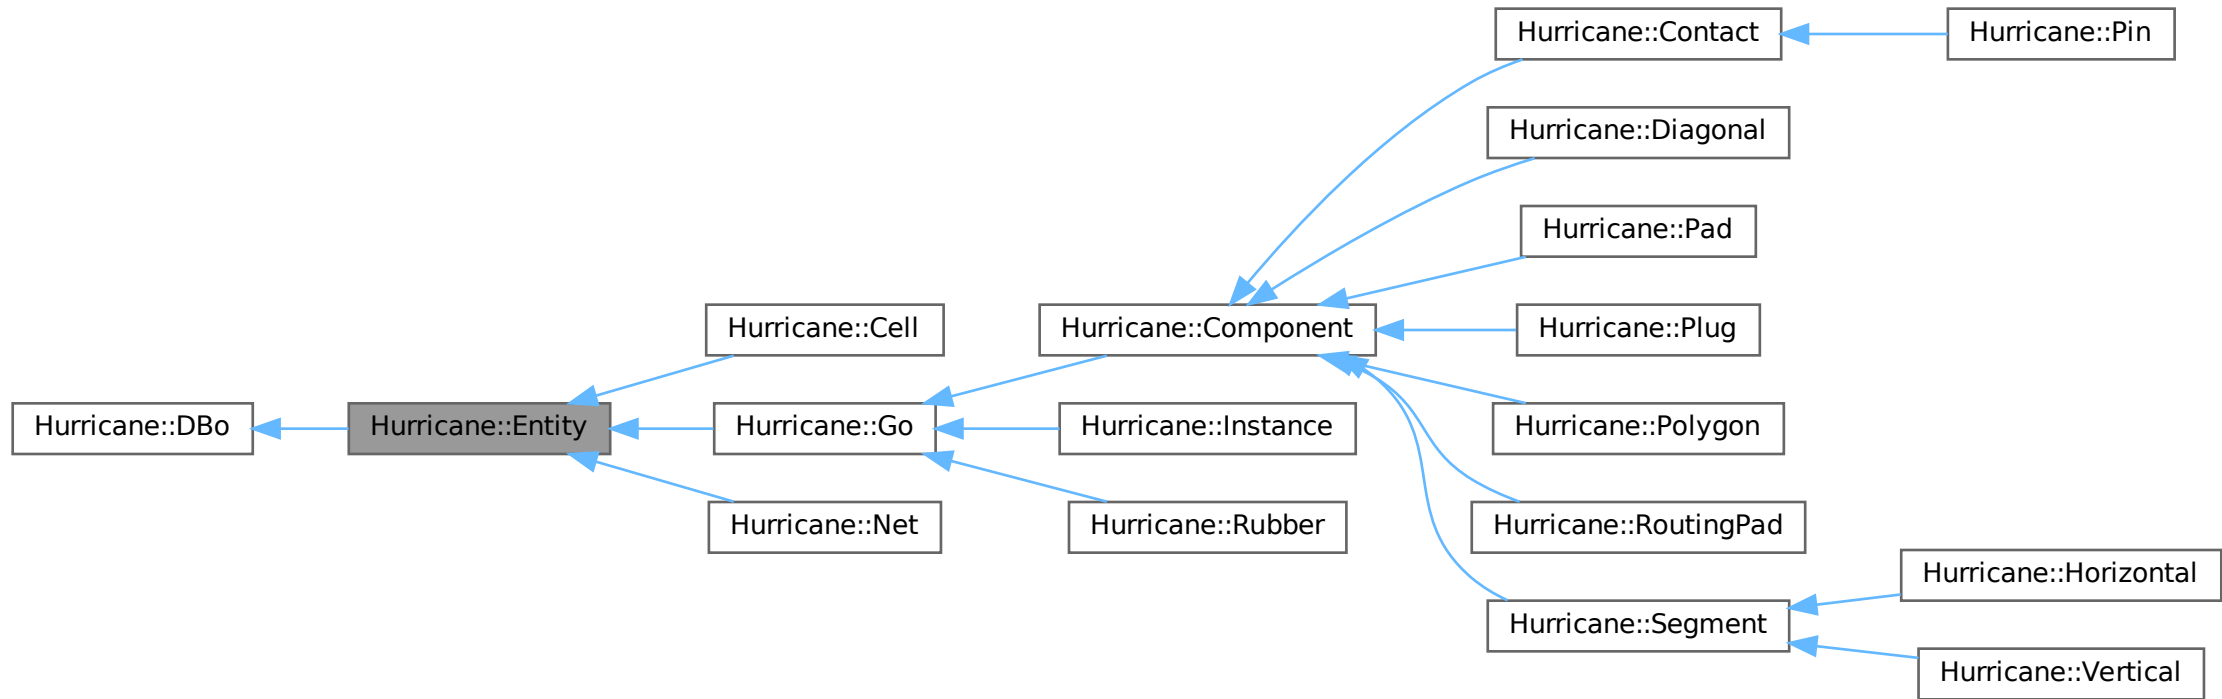 Hurricane::Contact
Hurricane::Pin
Hurricane::Diagonal
Hurricane::Pad
Hurricane::Cell
Hurricane::Component
Hurricane::Plug
Hurricane::DBo
Hurricane::Entity
Hurricane::Go
Hurricane::Instance
Hurricane::Polygon
Hurricane::Net
Hurricane::Rubber
Hurricane::RoutingPad
Hurricane::Horizontal
Hurricane::Segment
Hurricane::Vertical